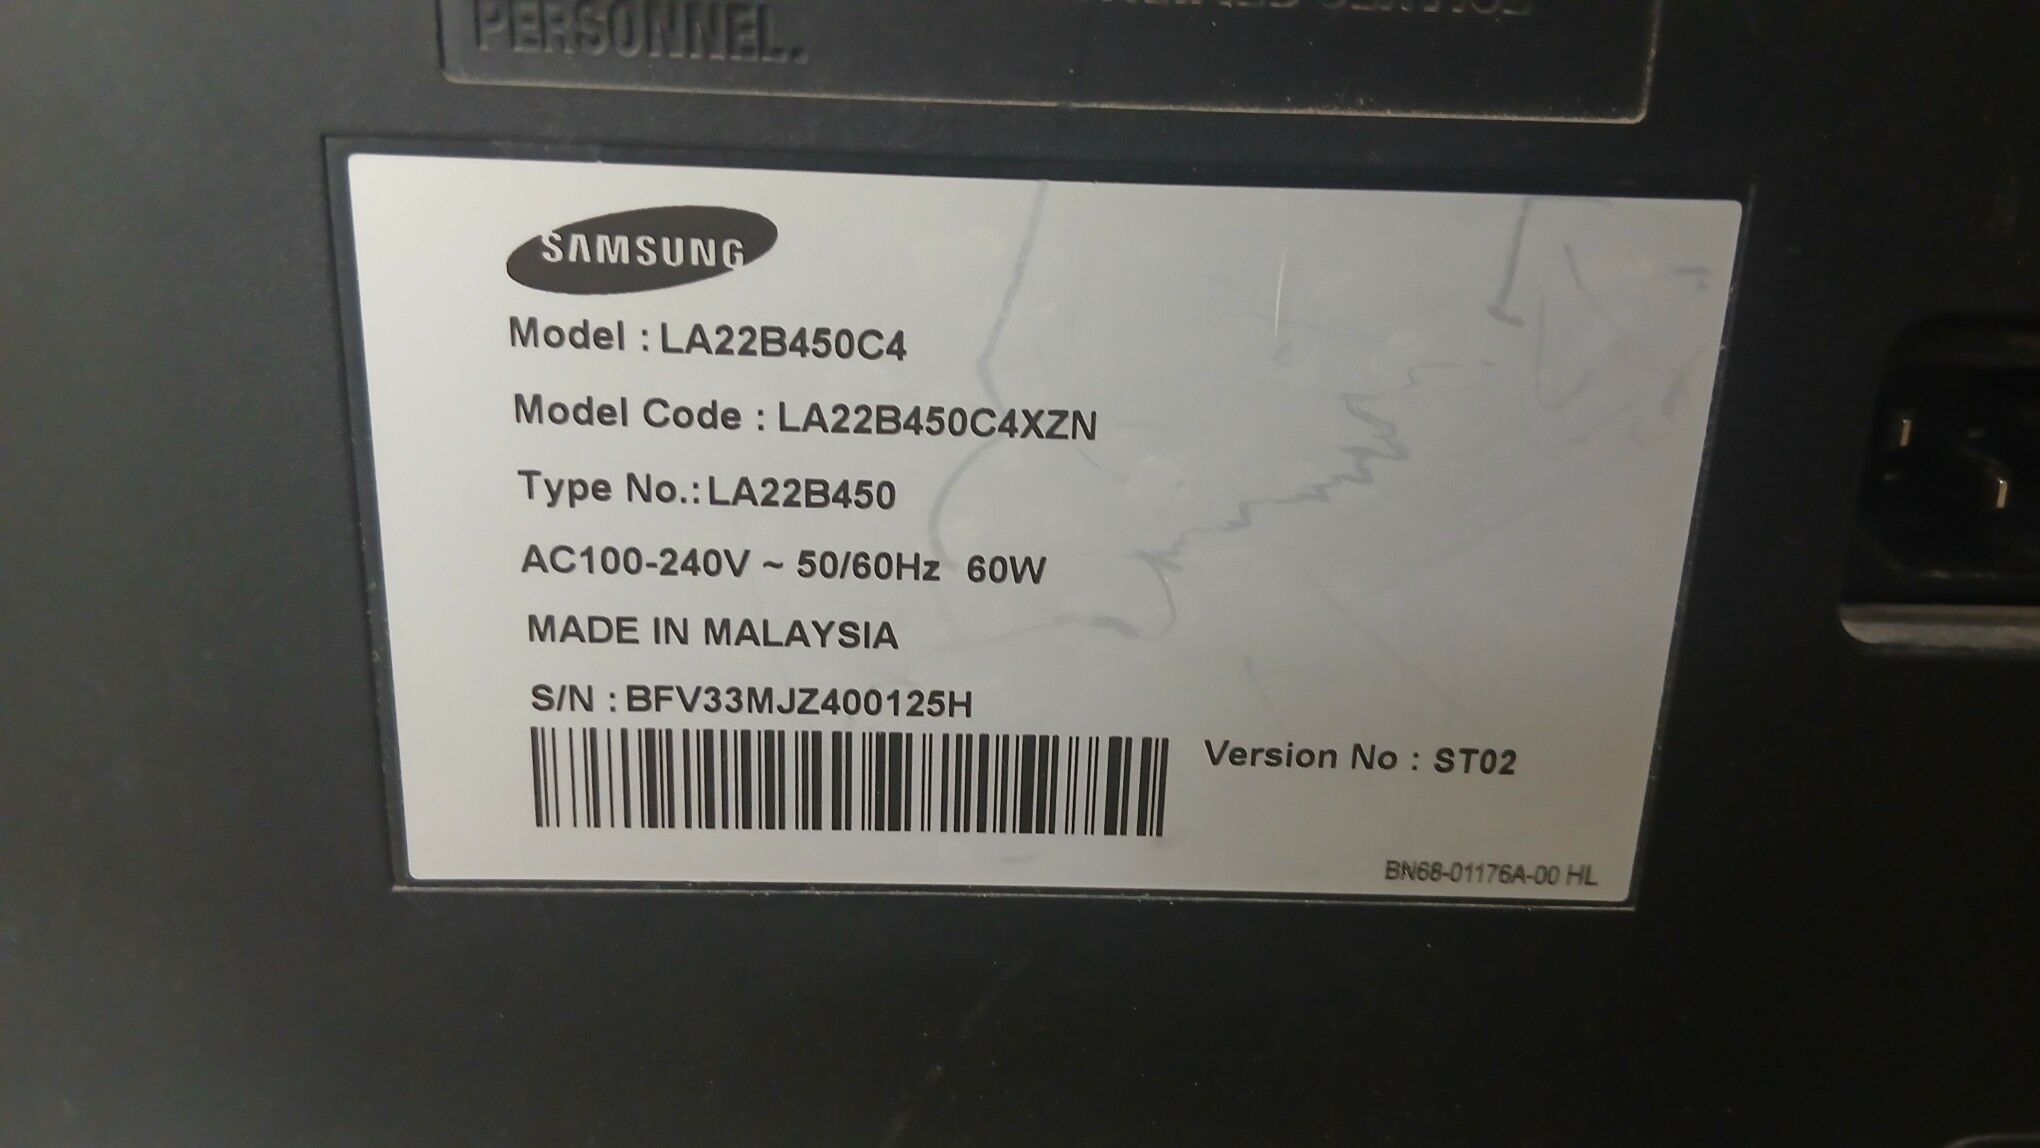 SERVICE
PERSONNEL.
SAMSUNG
Model : LA22B450C4
Model Code : LA22B450C4XZN
Type No.: LA22B450
AC100-240V ~ 50/60Hz 60W
MADE IN MALAYSIA
S/N : BFV33MJZ400125H
Version No : ST02
BN68-01176A-00 HL